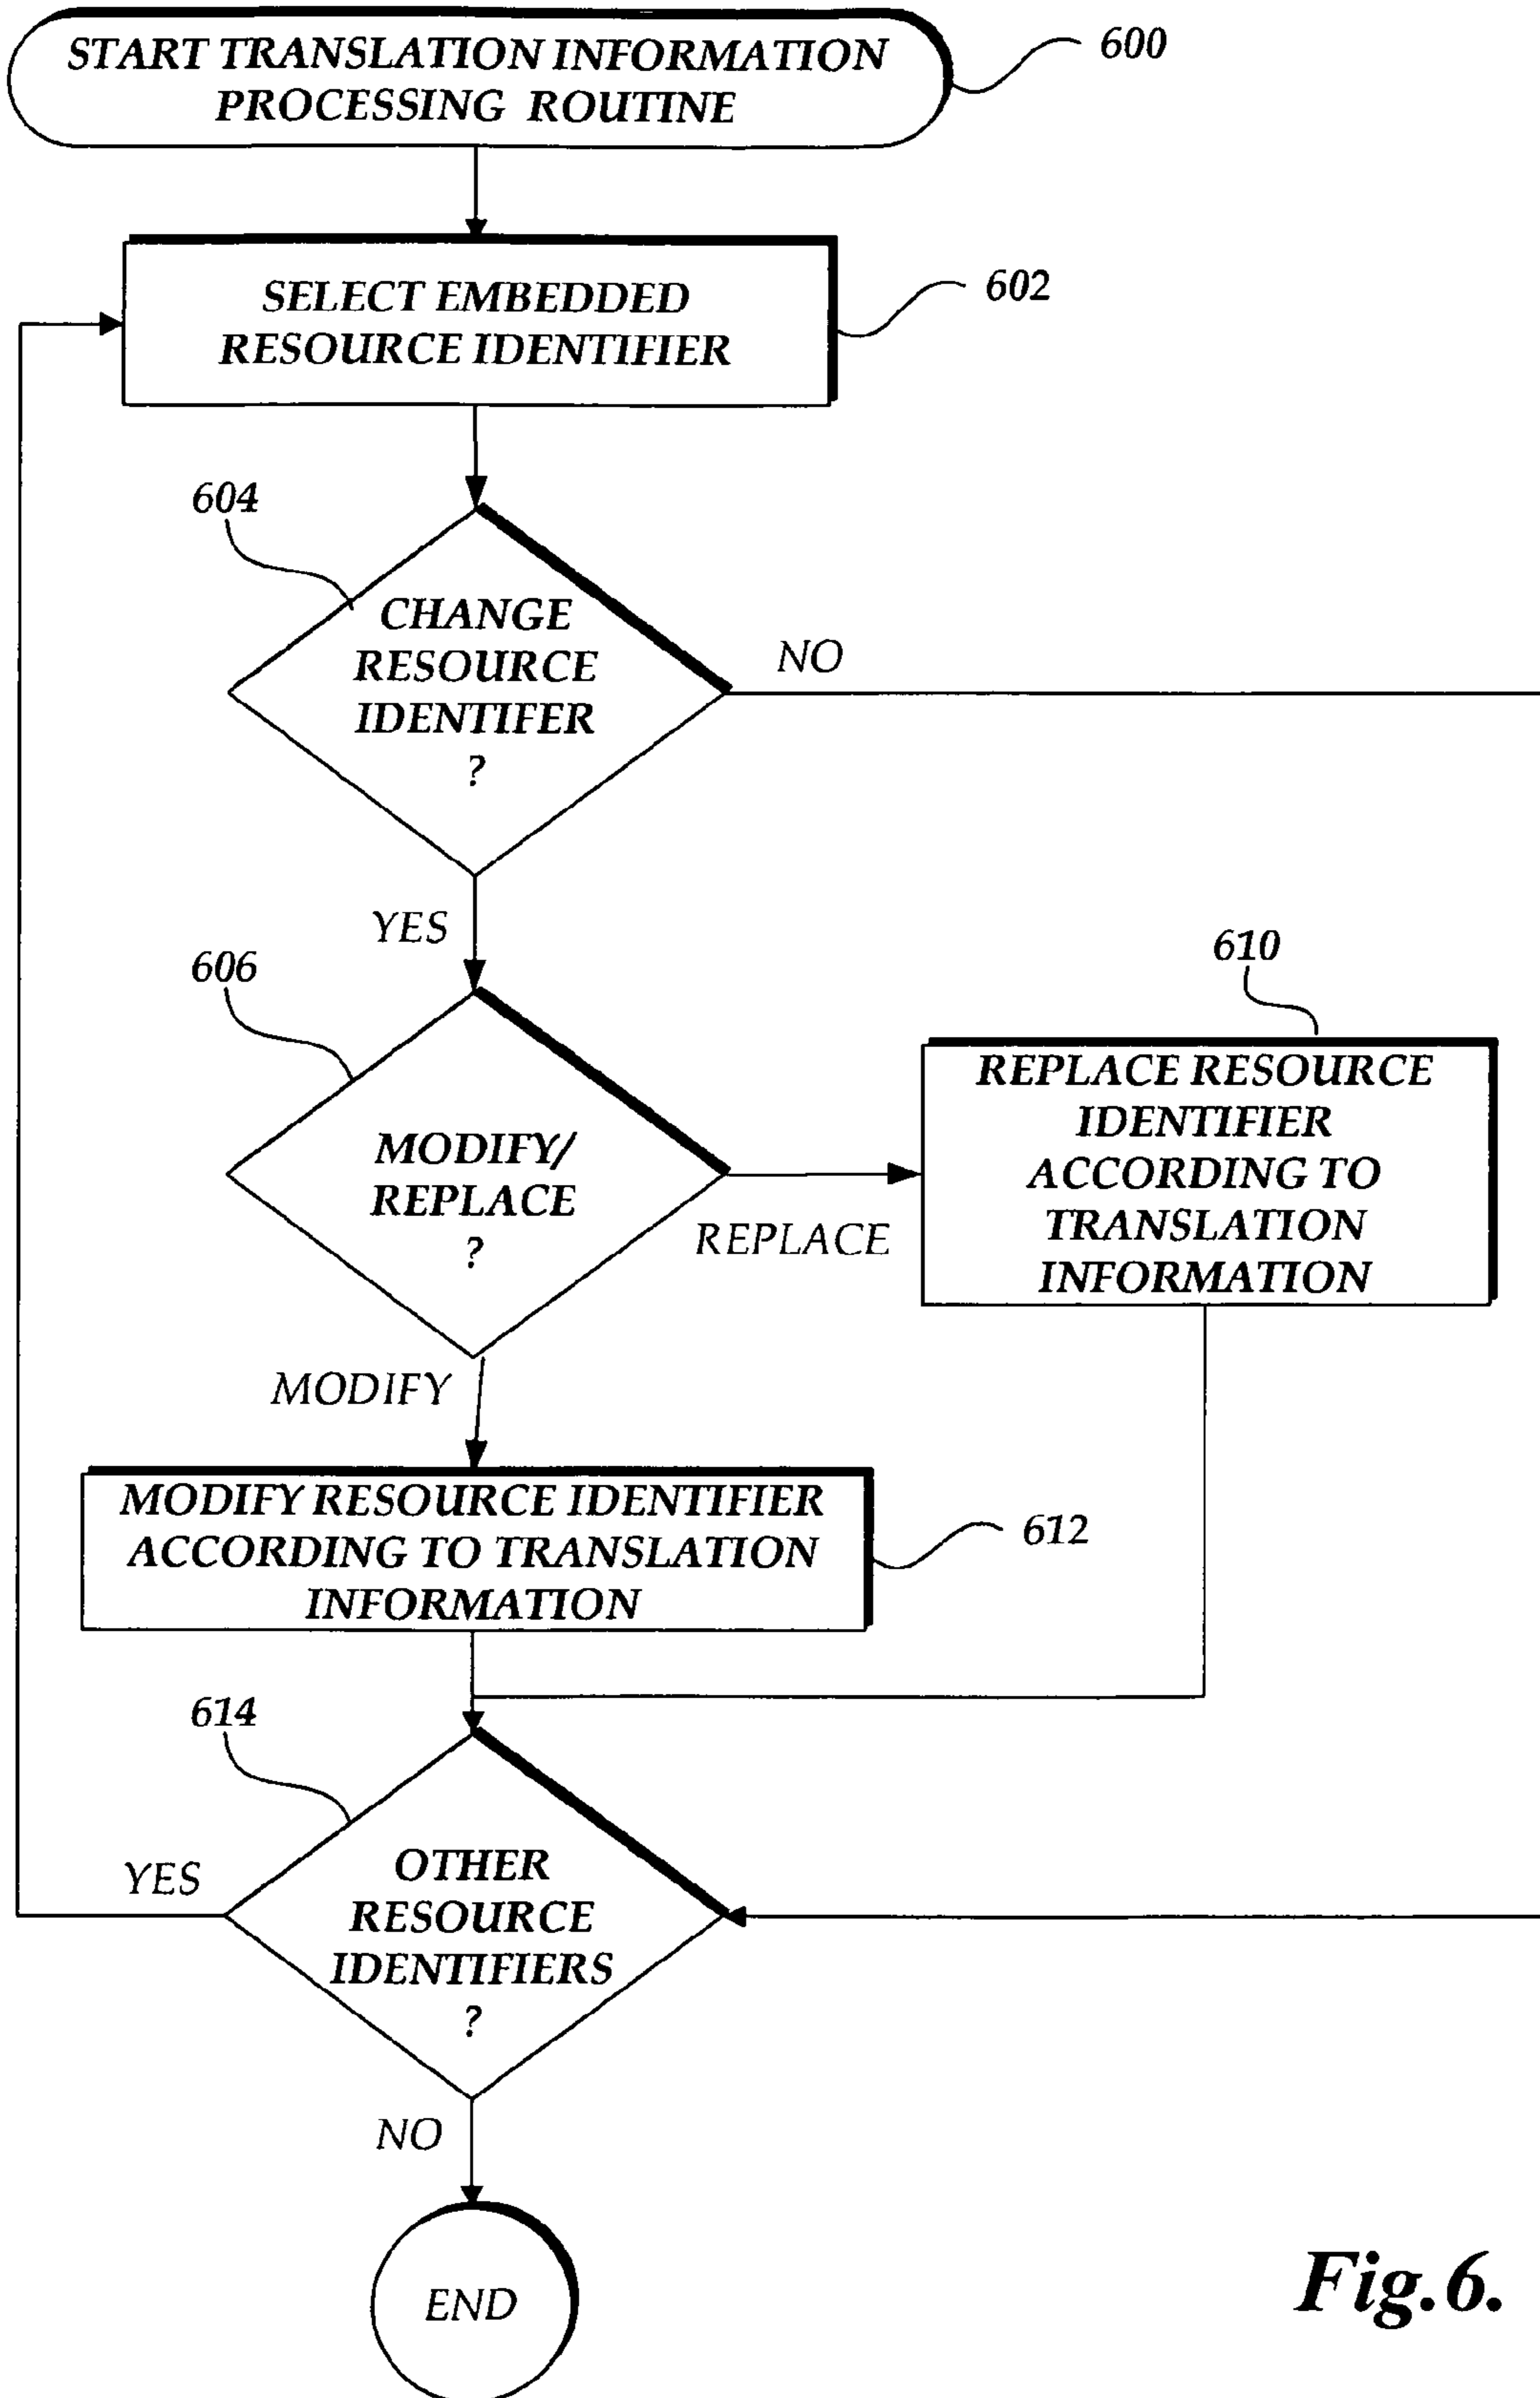 START TRANSLATION INFORMATION
PROCESSING ROUTINE
600
SELECT EMBEDDED
RESOURCE IDENTIFIER
602
604
CHANGE
RESOURCE
IDENTIFER
?
NO
YES
606
MODIFY/
REPLACE
?
REPLACE
610
REPLACE RESOURCE
IDENTIFIER
ACCORDING TO
TRANSLATION
INFORMATION
MODIFY
MODIFY RESOURCE IDENTIFIER
ACCORDING TO TRANSLATION
INFORMATION
612
614
OTHER
RESOURCE
IDENTIFIERS
?
YES
NO
END
Fig.6.